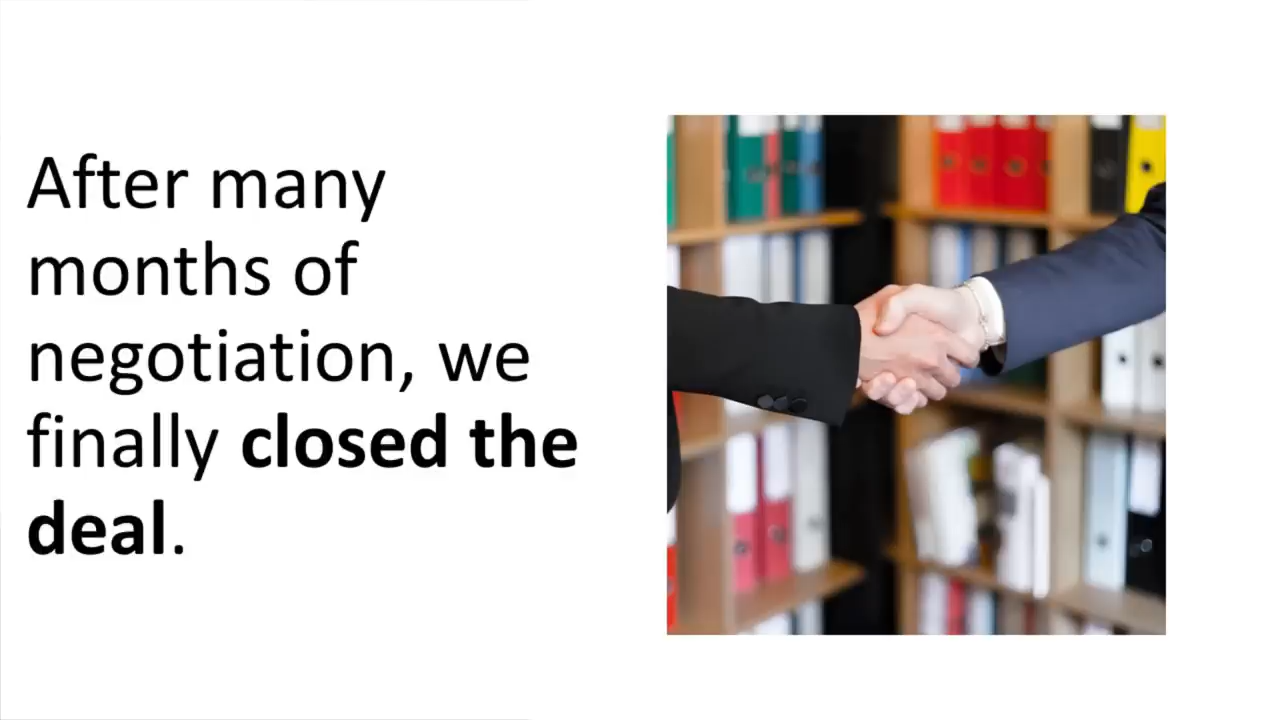 After many
months of
negotiation, we
finally closed the
deal.